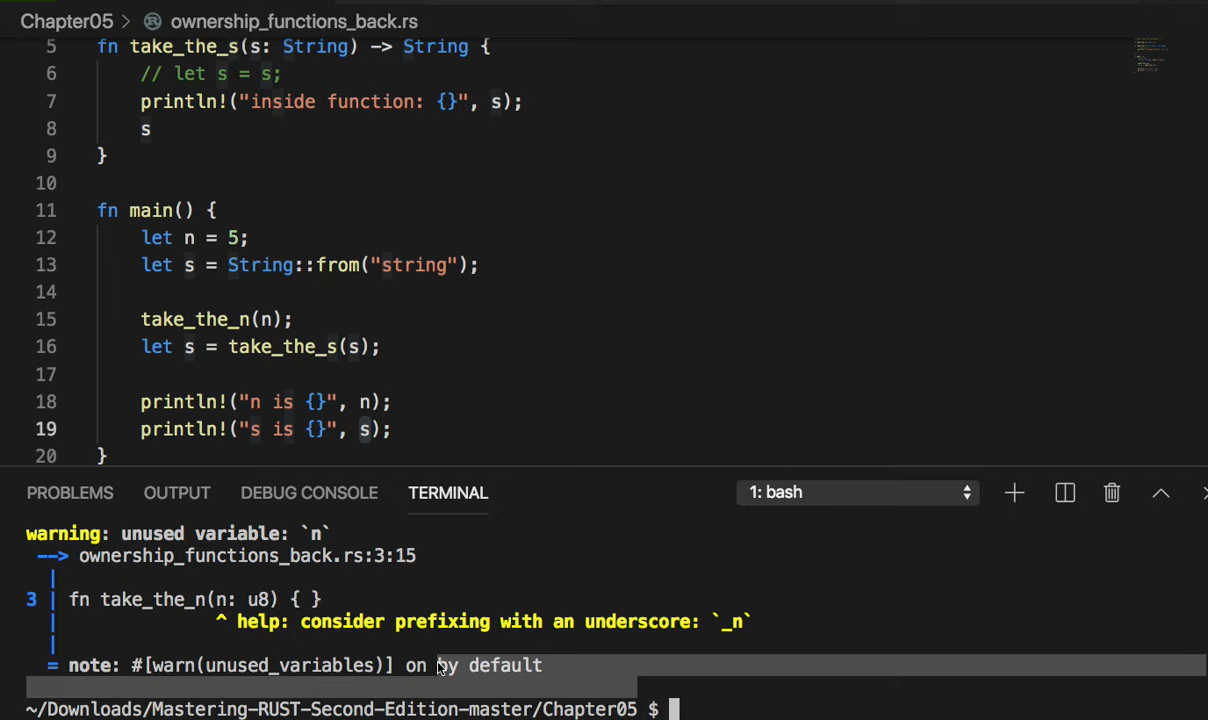 Chapter05 > ownership_functions_back.rs
5 fn take_the_s(s: String) -> String {
6 // let s = s;
7 println!("inside function: {}", s);
8 s
9 }
10
11 fn main() {
12 let n = 5;
13 let s = String::from("string");
14
15 take_the_n(n);
16 let s = take_the_s(s);
17
18 println!("n is {}", n);
19 println!("s is {}", s);
20 }
PROBLEMS OUTPUT DEBUG CONSOLE TERMINAL 1: bash
warning: unused variable: `n`
--> ownership_functions_back.rs:3:15
|
3 | fn take_the_n(n: u8) { }
| ^ help: consider prefixing with an underscore: `_n`
|
= note: #[warn(unused_variables)] on by default
~/Downloads/Mastering-RUST-Second-Edition-master/Chapter05 $